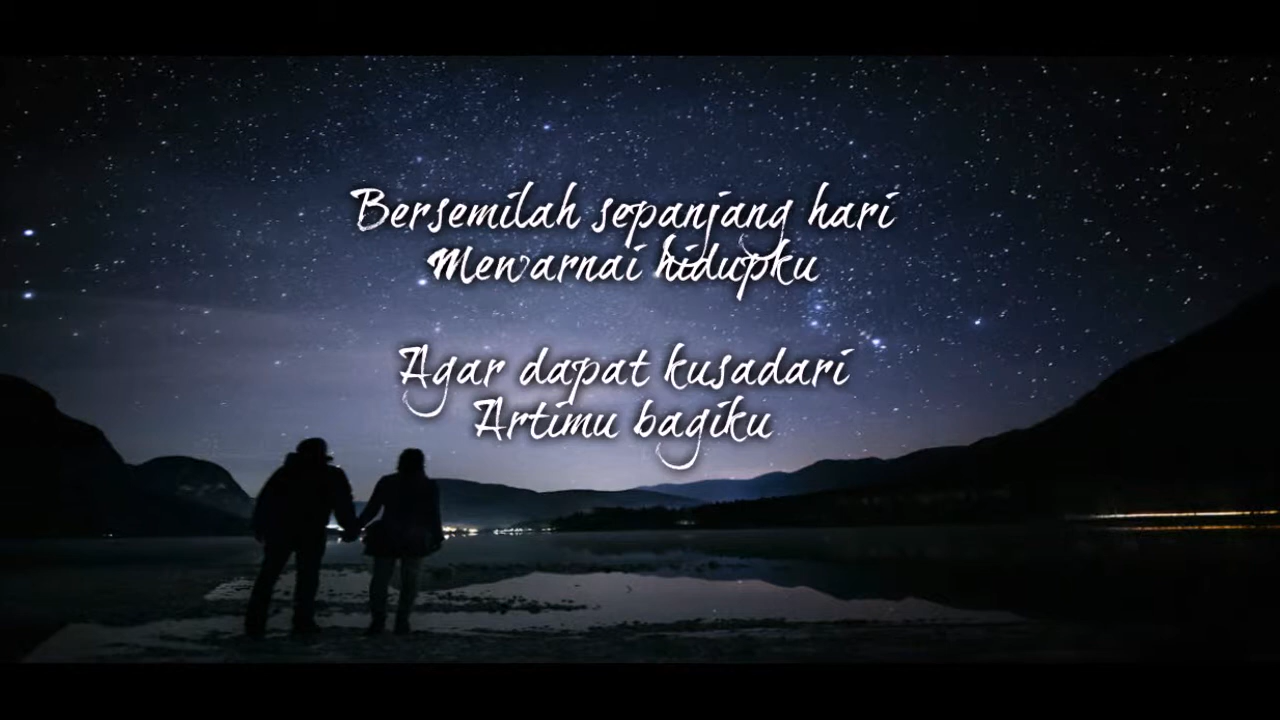 Bersemilah sepanjang hari
Mewarnai hidupku
Agar dapat kusadari
Artimu bagiku